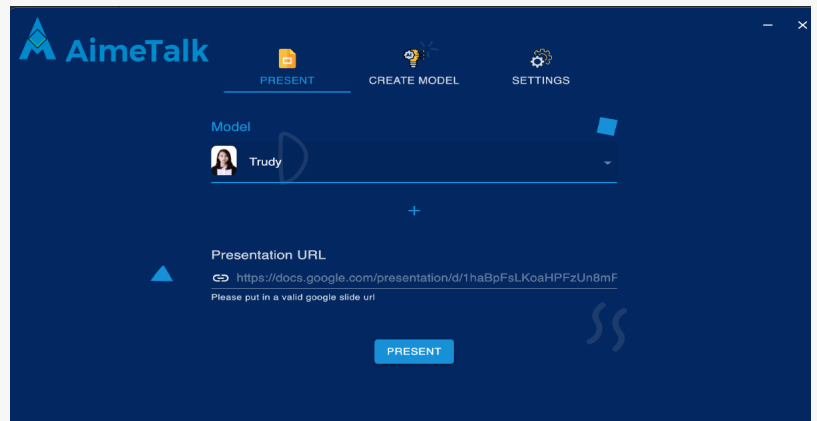 AimeTalk
PRESENT
CREATE MODEL
SETTINGS
Model
Trudy
Presentation URL
https://docs.google.com/presentation/d/1haBpFsLKoaHPFzUn8mF
Please put in a valid google slide url
PRESENT